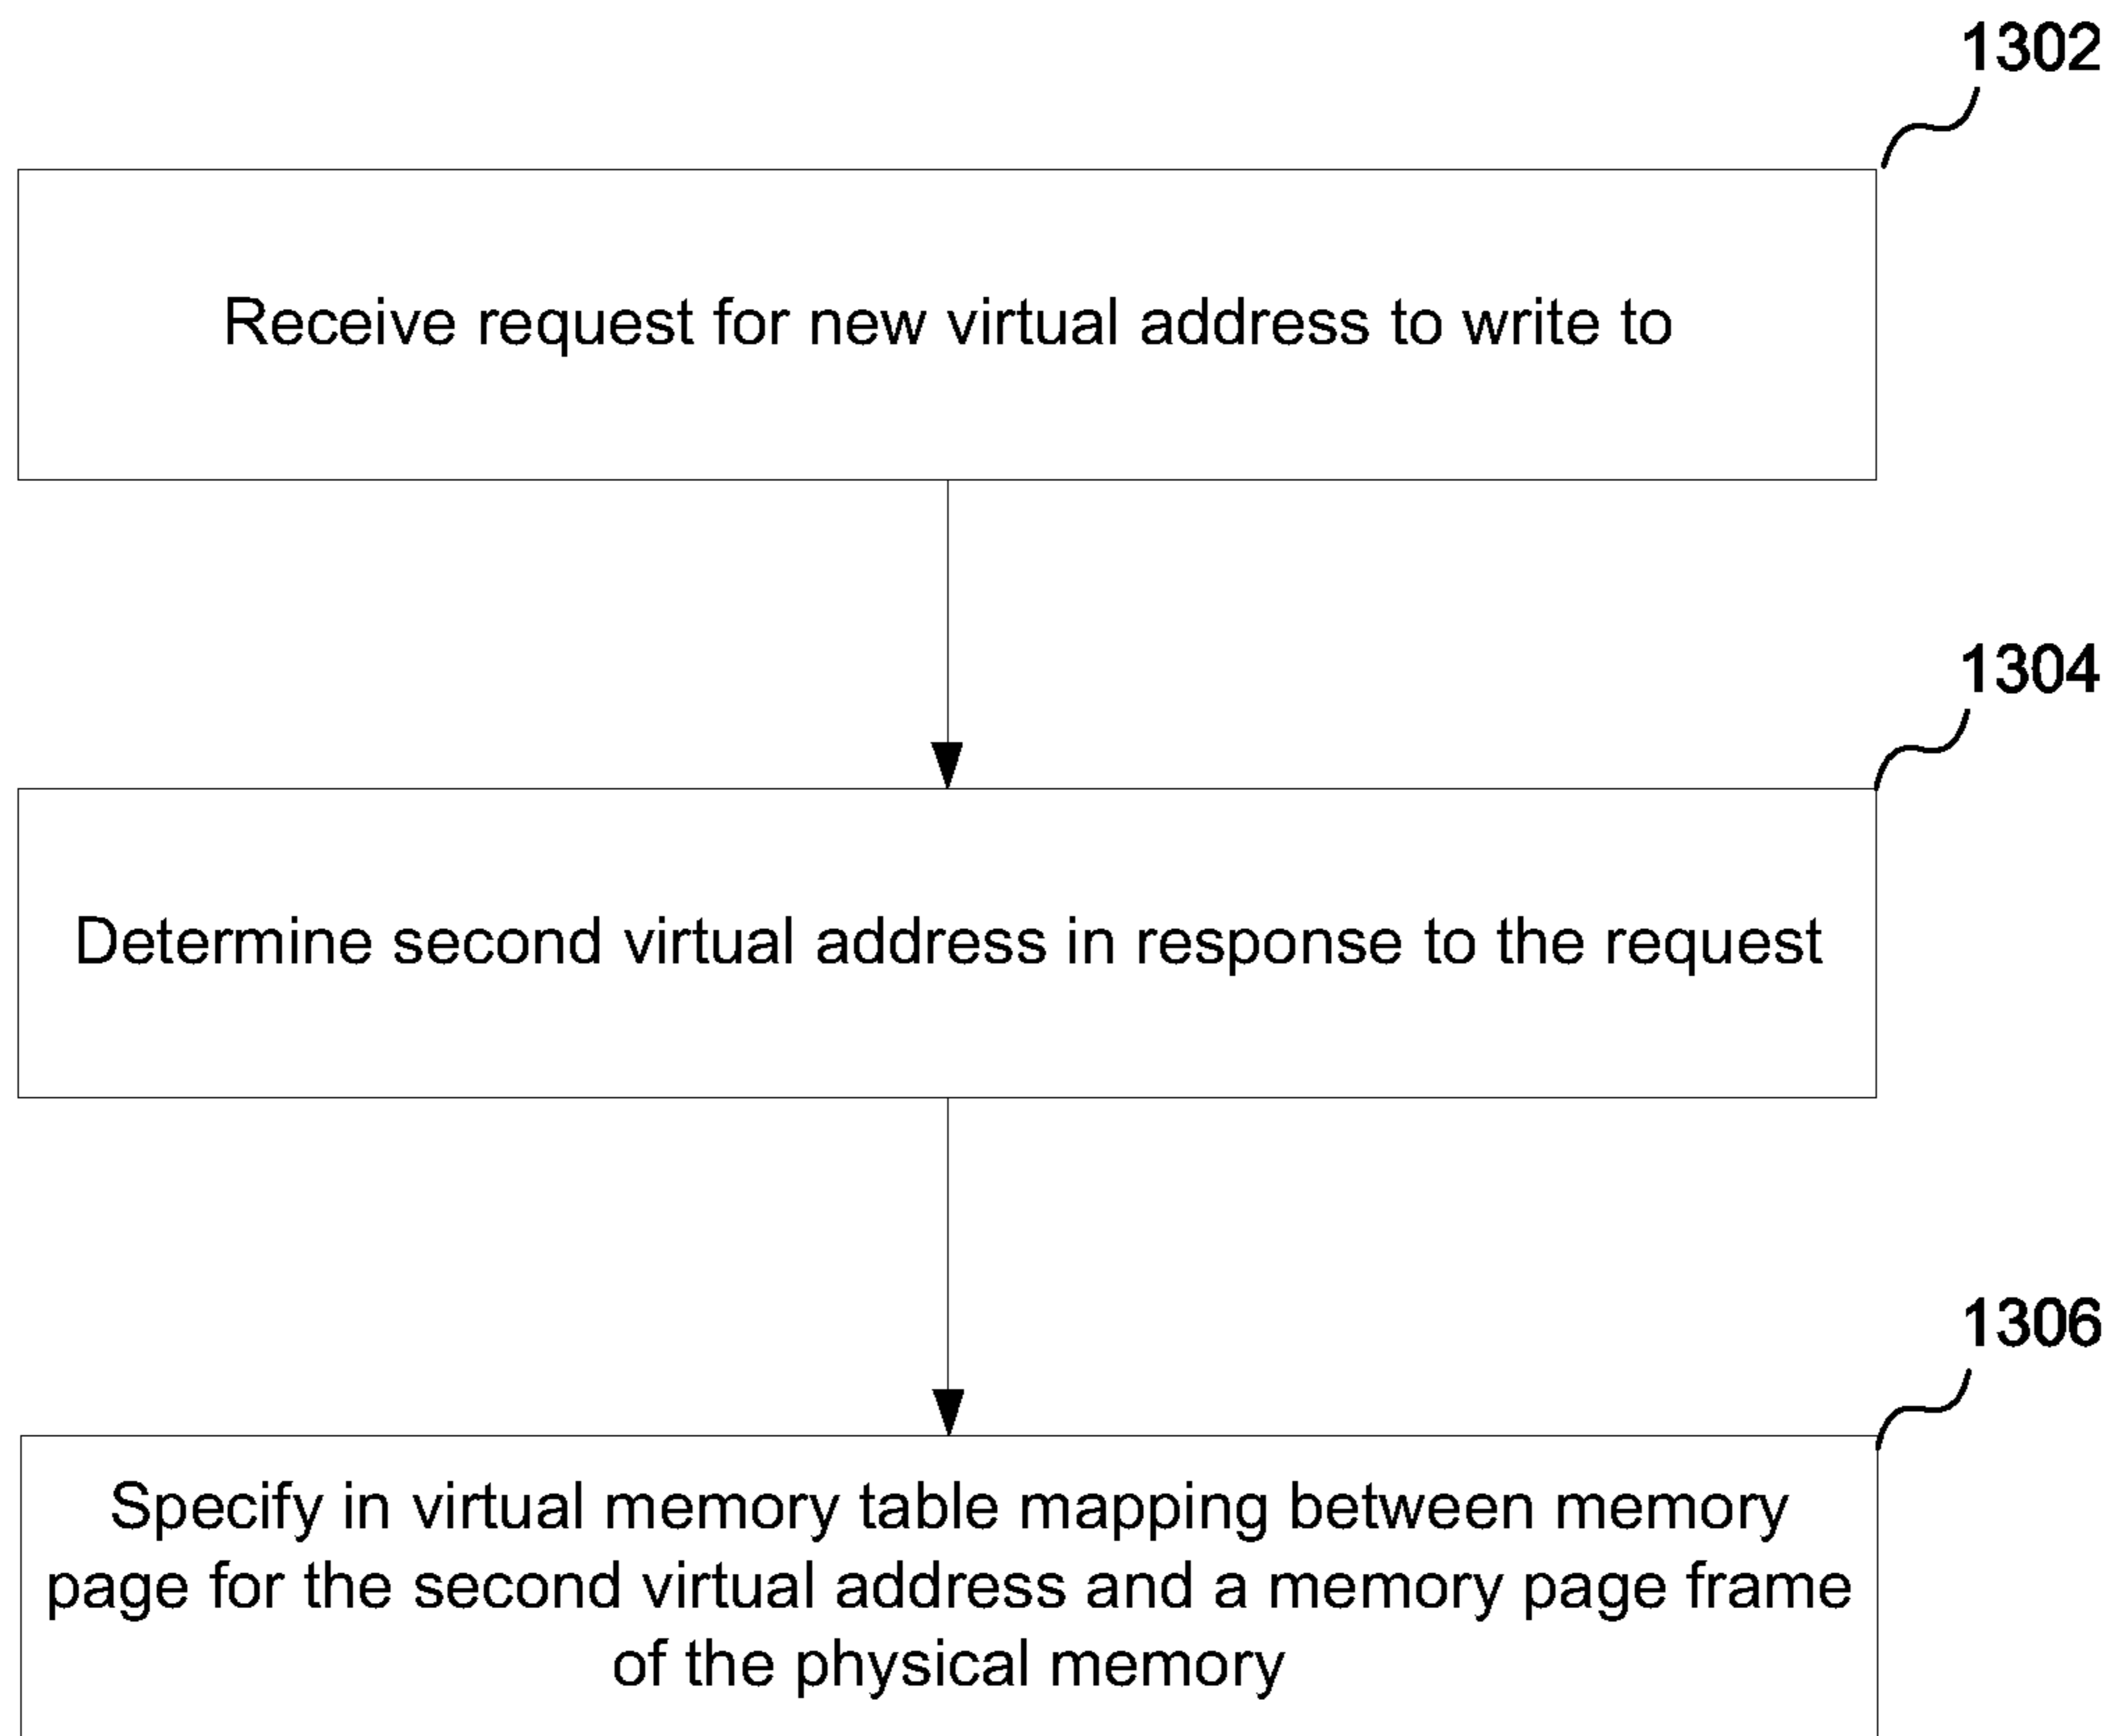 1302
Receive request for new virtual address to write to
1304
Determine second virtual address in response to the request
1306
Specify in virtual memory table mapping between memory
page for the second virtual address and a memory page frame
of the physical memory